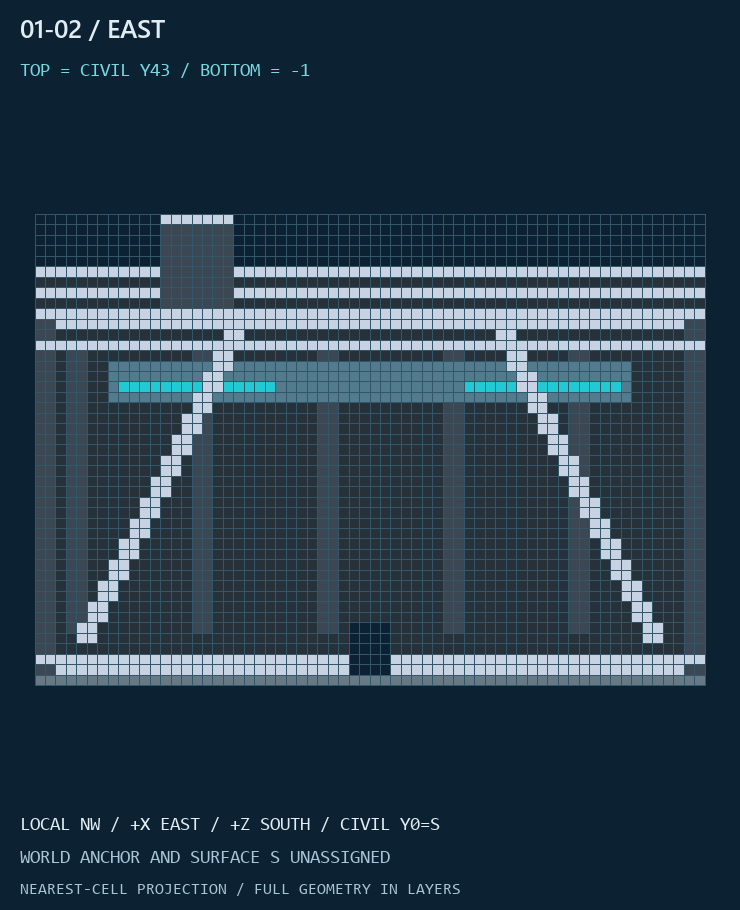 01-02 / EAST
TOP = CIVIL Y43 / BOTTOM = -1
LOCAL NW / +X EAST / +Z SOUTH / CIVIL Y0=S
WORLD ANCHOR AND SURFACE S UNASSIGNED
NEAREST-CELL PROJECTION / FULL GEOMETRY IN LAYERS